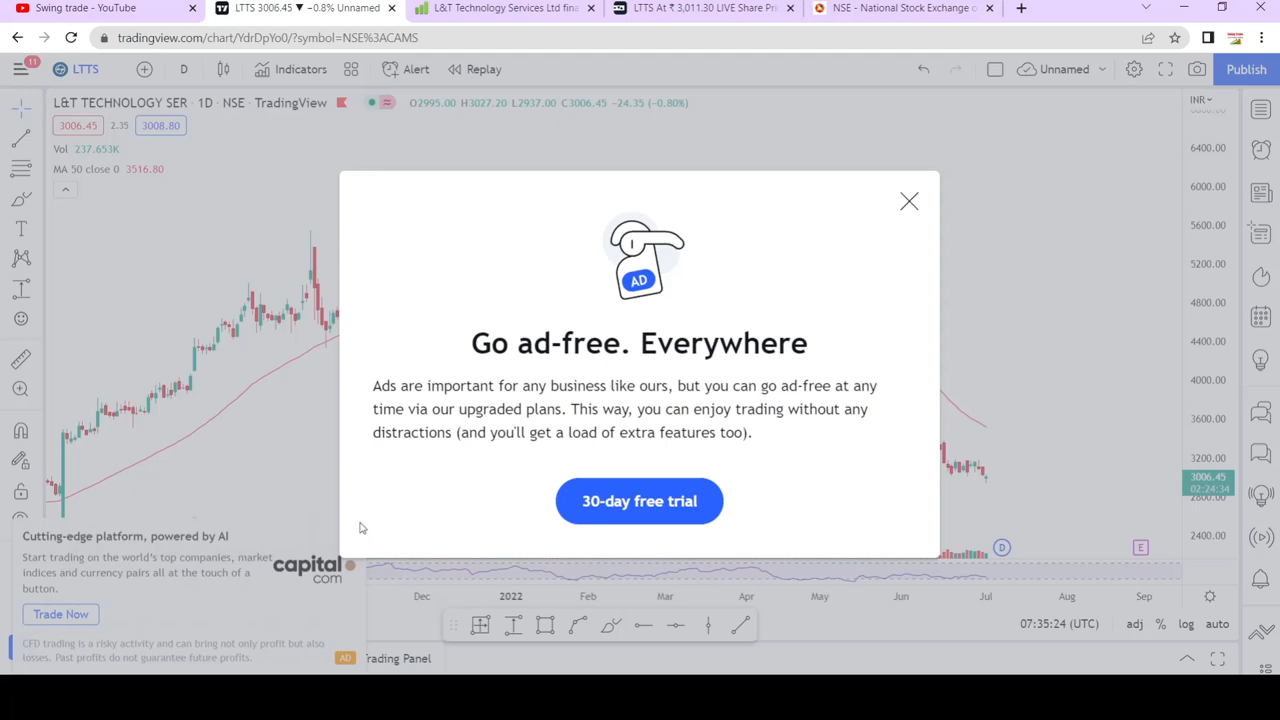 Swing trade - YouTube
LTTS 3006.45 ▼ −0.8% Unnamed
L&T Technology Services Ltd fina
LTTS At ₹ 3,011.30 LIVE Share Pri
NSE - National Stock Exchange o
tradingview.com/chart/YdrDpYo0/?symbol=NSE%3ACAMS
11
LTTS
D
Indicators
Alert
Replay
Unnamed
Publish
L&T TECHNOLOGY SER · 1D · NSE · TradingView
O2995.00 H3027.20 L2937.00 C3006.45 −24.35 (−0.80%)
INR
3006.45
2.35
3008.80
Vol 237.653K
MA 50 close 0 3516.80
6400.00
6000.00
5600.00
5200.00
4800.00
4400.00
4000.00
3600.00
3200.00
3006.45
02:24:34
2800.00
2400.00
AD
Go ad-free. Everywhere
Ads are important for any business like ours, but you can go ad-free at any
time via our upgraded plans. This way, you can enjoy trading without any
distractions (and you'll get a load of extra features too).
30-day free trial
Cutting-edge platform, powered by AI
Start trading on the world's top companies, market
indices and currency pairs all at the touch of a
button.
capital
com
Trade Now
CFD trading is a risky activity and can bring not only profit but also
losses. Past profits do not guarantee future profits.
AD
D
E
Dec
2022
Feb
Mar
Apr
May
Jun
Jul
Aug
Sep
07:35:24 (UTC)
adj
%
log
auto
Trading Panel